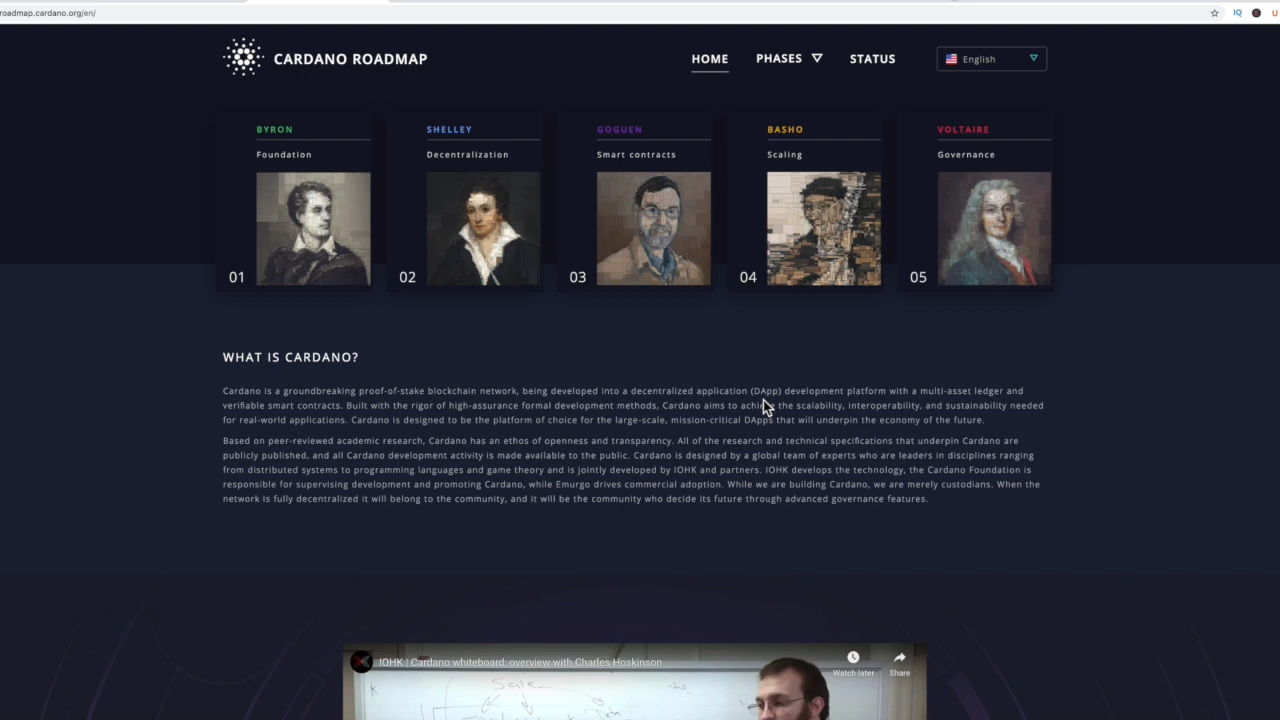 roadmap.cardano.org/en/
IQ
U
CARDANO ROADMAP
HOME
PHASES
STATUS
English
BYRON
Foundation
01
SHELLEY
Decentralization
02
GOGUEN
Smart contracts
03
BASHO
Scaling
04
VOLTAIRE
Governance
05
WHAT IS CARDANO?
Cardano is a groundbreaking proof-of-stake blockchain network, being developed into a decentralized application (DApp) development platform with a multi-asset ledger and
verifiable smart contracts. Built with the rigor of high-assurance formal development methods, Cardano aims to the scalability, interoperability, and sustainability needed
for real-world applications. Cardano is designed to be the platform of choice for the large-scale, mission-critical DApps that will underpin the economy of the future.
Based on peer-reviewed academic research, Cardano has an ethos of openness and transparency. All of the research and technical specifications that underpin Cardano are
publicly published, and all Cardano development activity is made available to the public. Cardano is designed by a global team of experts who are leaders in disciplines ranging
from distributed systems to programming languages and game theory and is jointly developed by IOHK and partners. IOHK develops the technology, the Cardano Foundation is
responsible for supervising development and promoting Cardano, while Emurgo drives commercial adoption. While we are building Cardano, we are merely custodians. When the
network is fully decentralized it will belong to the community, and it will be the community who decide its future through advanced governance features.
IOHK | Cardano whiteboard; overview with Charles Hoskinson
Watch later
Share